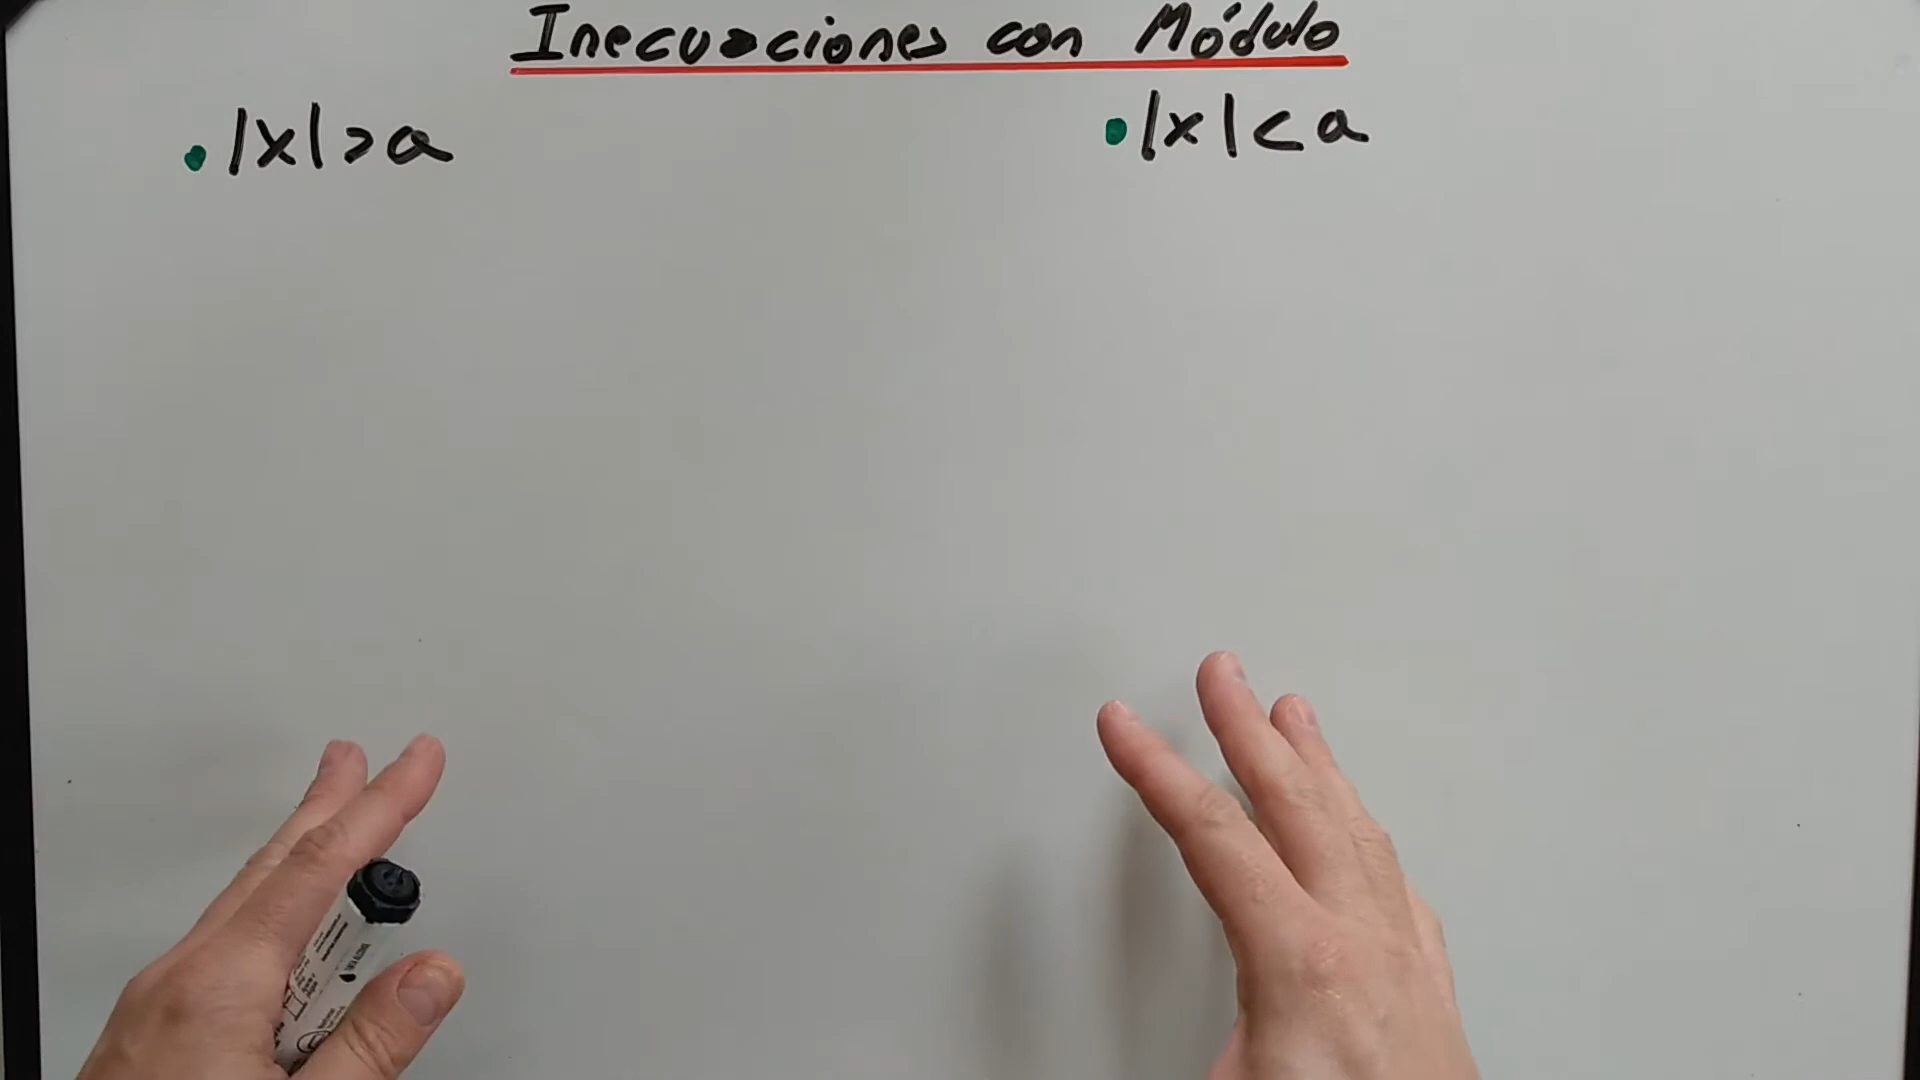 Inecuaciones con Módulo
• |x| > a
• |x| < a